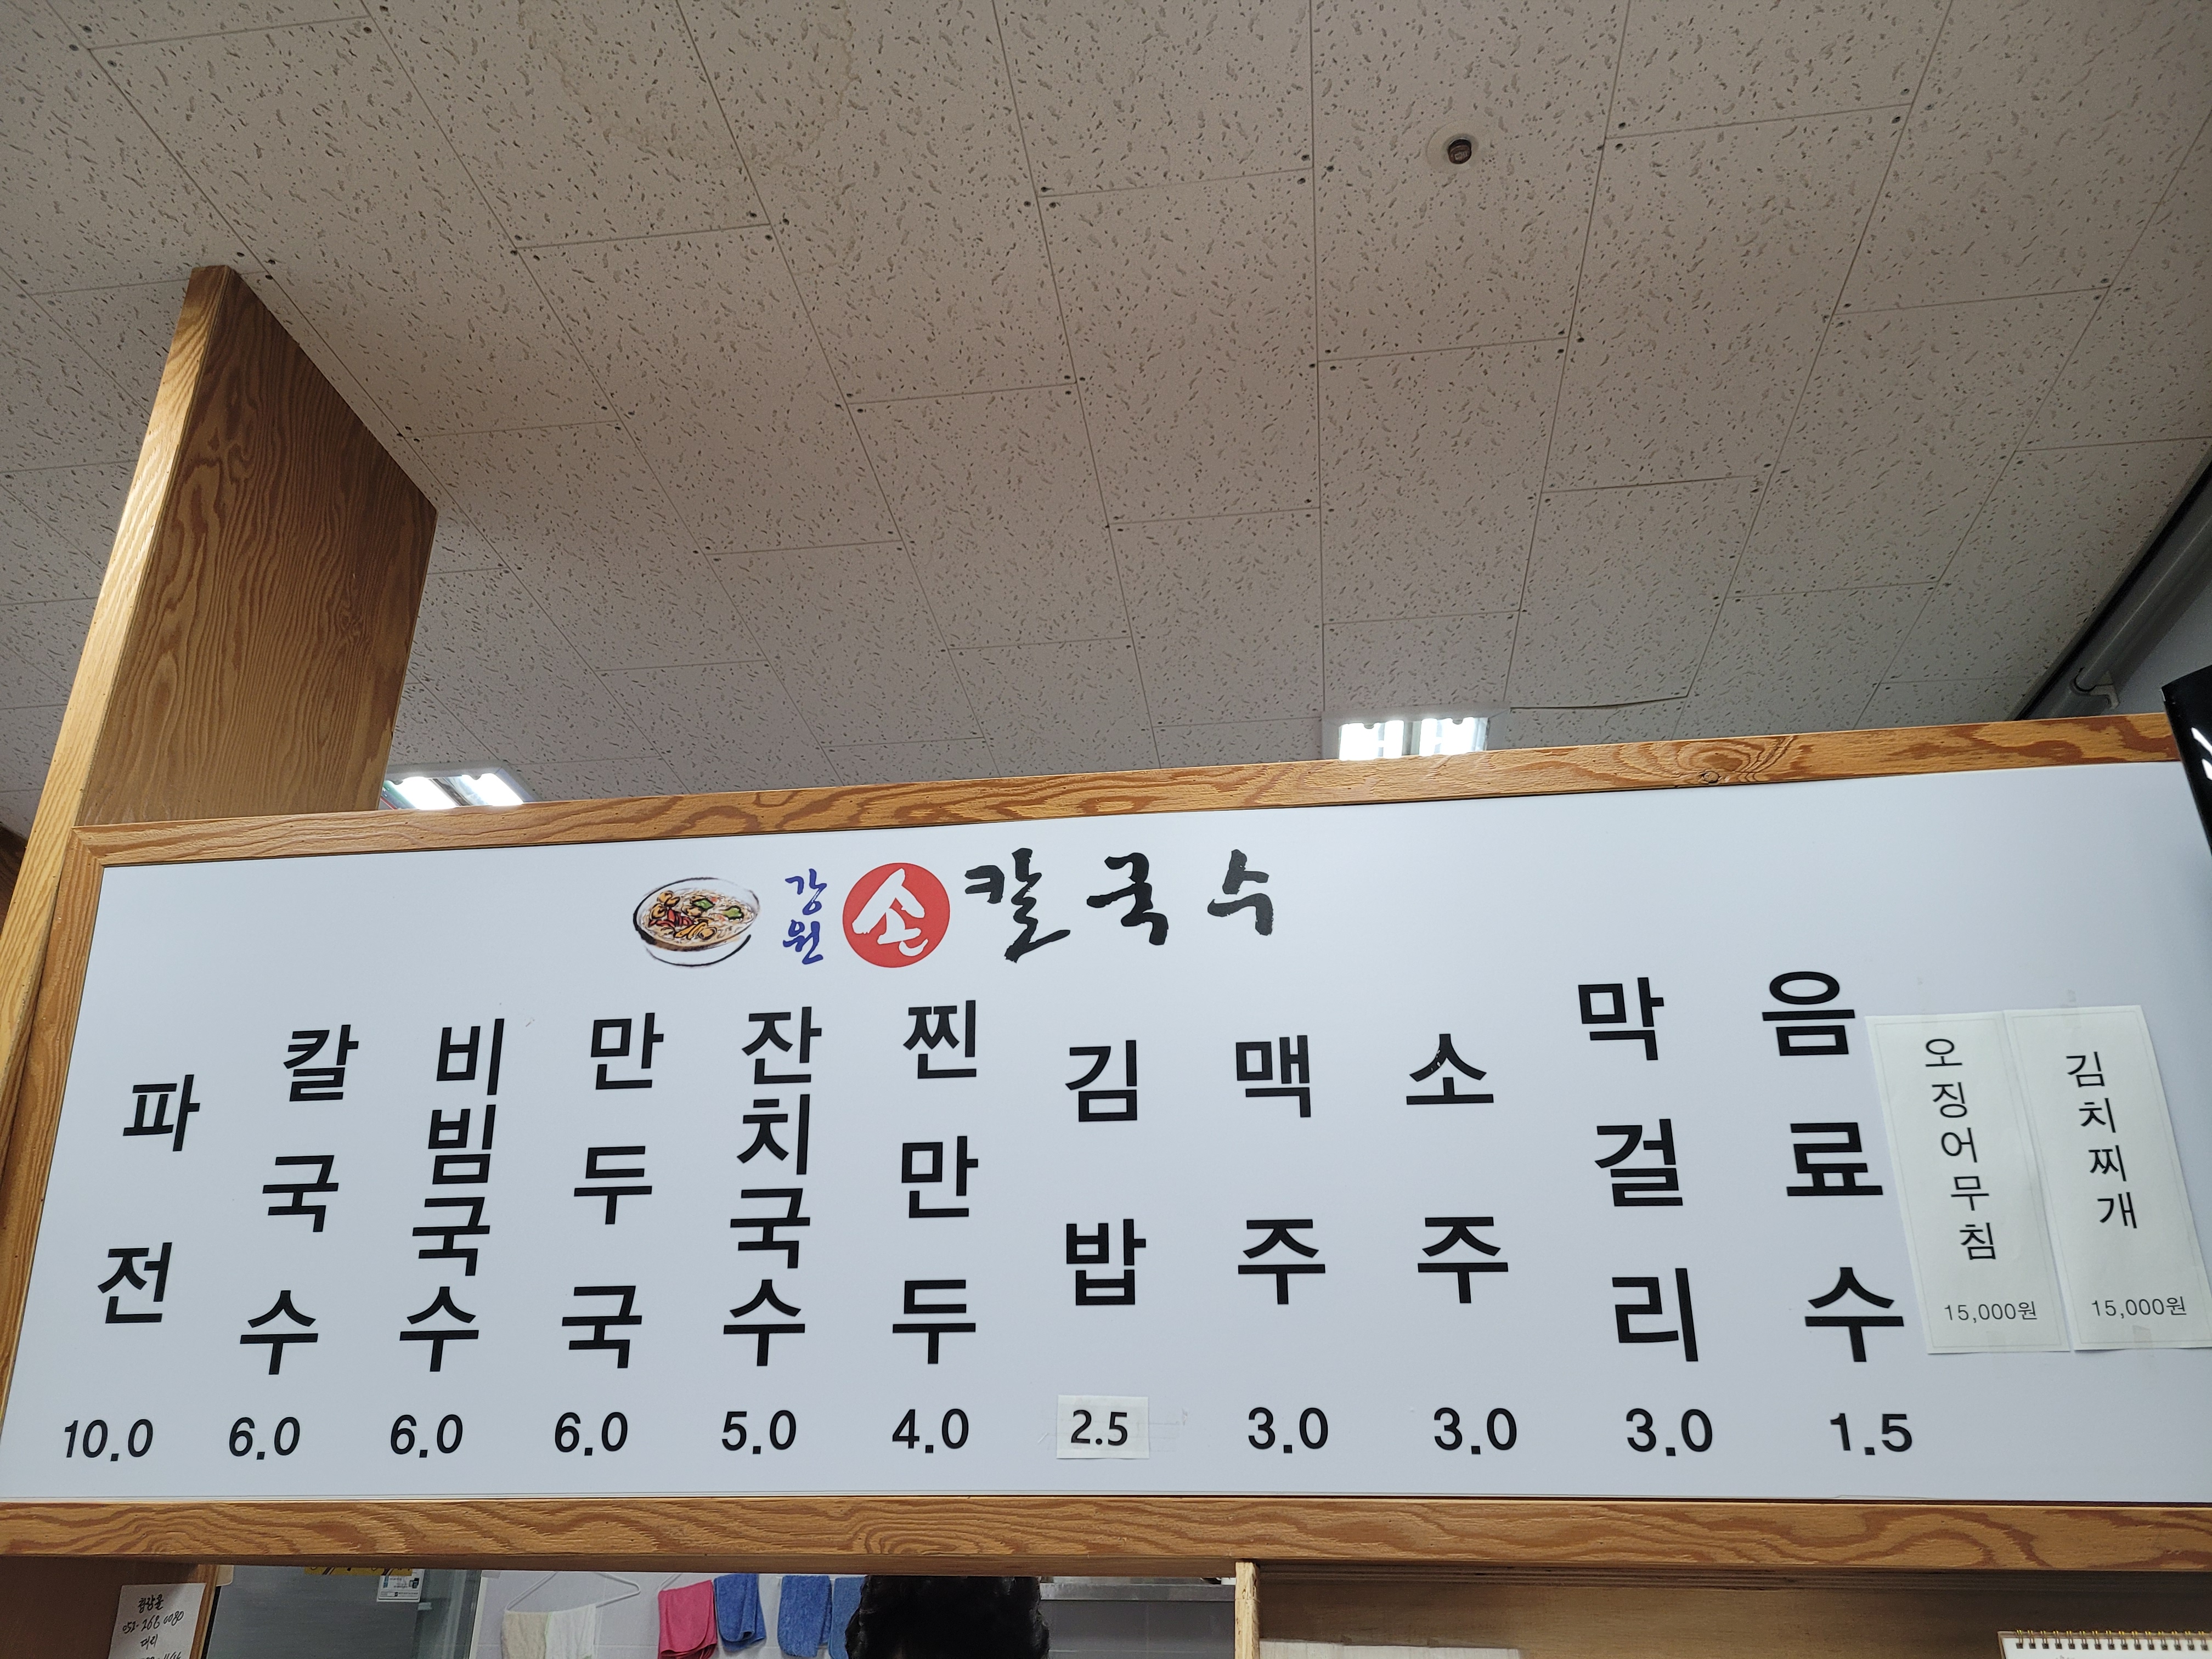 강원 손 칼국수
파전 10.0
칼국수 6.0
비빔국수 6.0
만두국 6.0
잔치국수 5.0
찐만두 4.0
김밥 2.5
맥주 3.0
소주 3.0
막걸리 3.0
음료수 1.5
오징어무침 15,000원
김치찌개 15,000원